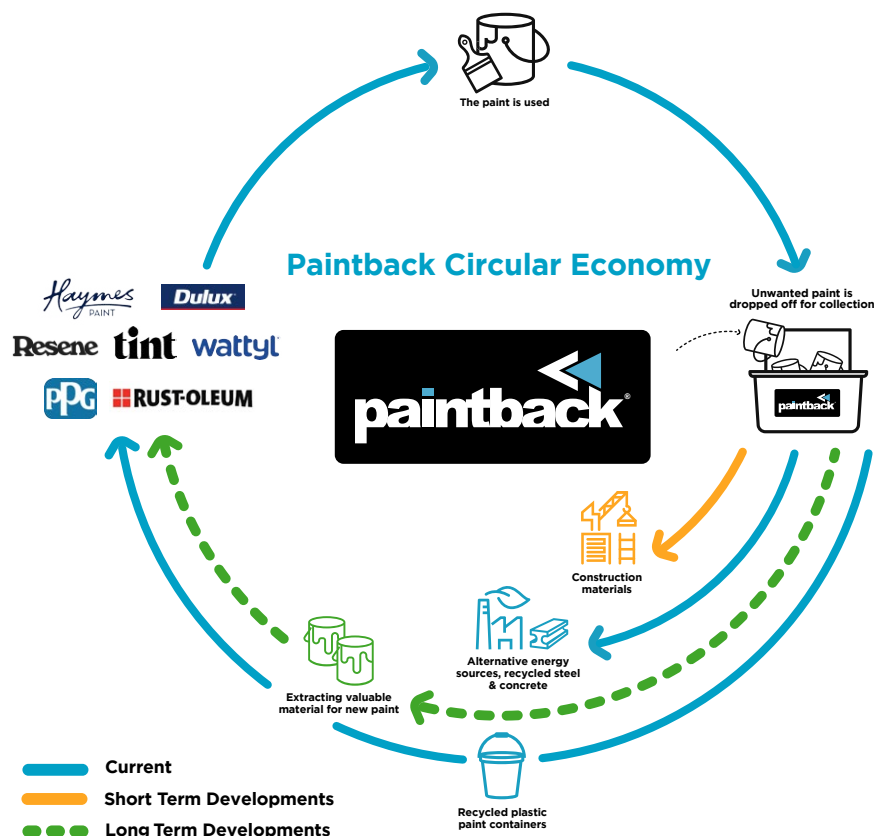 The paint is used
Paintback Circular Economy
Haymes
PAINT
Dulux
Resene
tint
wattyl
PPG
RUST-OLEUM
paintback®
Unwanted paint is
dropped off for collection
paintback
Construction
materials
Alternative energy
sources, recycled steel
& concrete
Extracting valuable
material for new paint
Recycled plastic
paint containers
Current
Short Term Developments
Long Term Developments